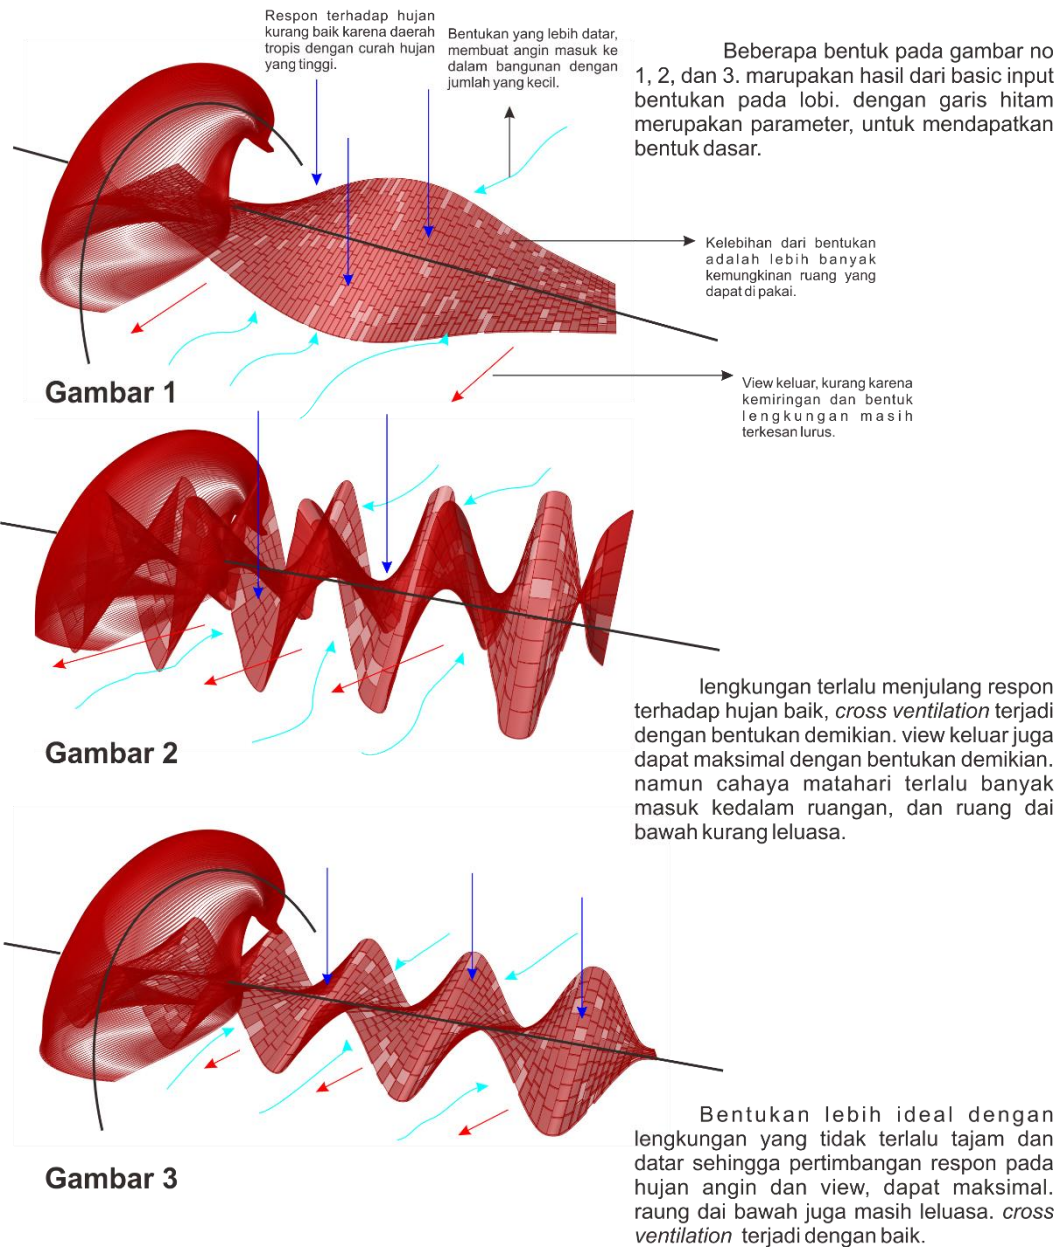 Respon terhadap hujan
kurang baik karena daerah
tropis dengan curah hujan
yang tinggi.
Bentukan yang lebih datar,
membuat angin masuk ke
dalam bangunan dengan
jumlah yang kecil.
Beberapa bentuk pada gambar no
1, 2, dan 3. marupakan hasil dari basic input
bentukan pada lobi. dengan garis hitam
merupakan parameter, untuk mendapatkan
bentuk dasar.
Kelebihan dari bentukan
adalah lebih banyak
kemungkinan ruang yang
dapat di pakai.
View keluar, kurang karena
kemiringan dan bentuk
lengkungan masih
terkesan lurus.
Gambar 1
lengkungan terlalu menjulang respon
terhadap hujan baik, cross ventilation terjadi
dengan bentukan demikian. view keluar juga
dapat maksimal dengan bentukan demikian.
namun cahaya matahari terlalu banyak
masuk kedalam ruangan, dan ruang dai
bawah kurang leluasa.
Gambar 2
Bentukan lebih ideal dengan
lengkungan yang tidak terlalu tajam dan
datar sehingga pertimbangan respon pada
hujan angin dan view, dapat maksimal.
raung dai bawah juga masih leluasa. cross
ventilation terjadi dengan baik.
Gambar 3